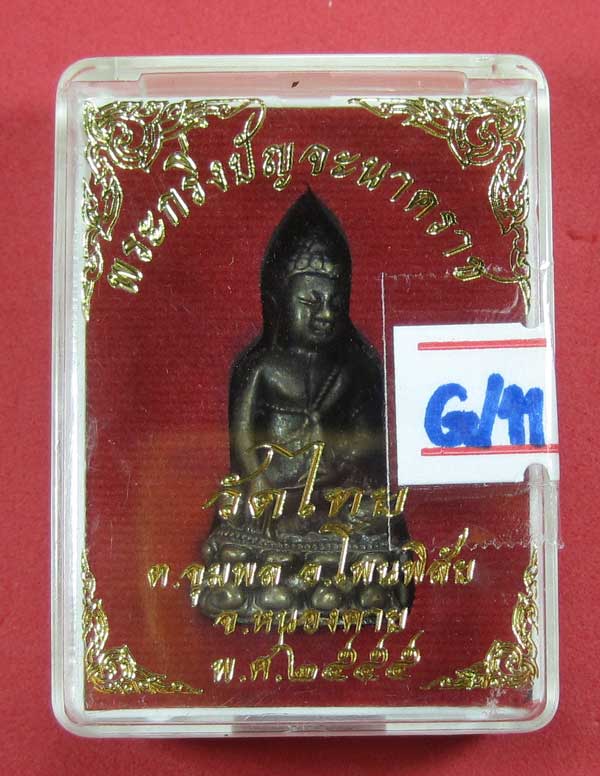 พระกริ่งปัญจะนาคราช
G/ท
วัดไทย
ต.จุมพล อ.โพนพิสัย
จ.หนองคาย
พ.ศ.๒๕๕๕